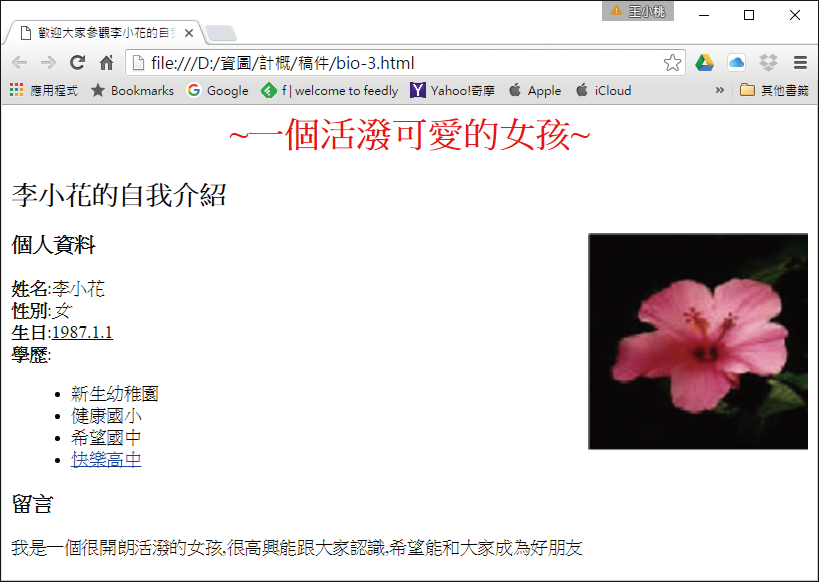 王小桃
歡迎大家參觀李小花的自我
file:///D:/資圖/計概/稿件/bio-3.html
應用程式 Bookmarks Google f | welcome to feedly Yahoo!奇摩 Apple iCloud » 其他書籤
~一個活潑可愛的女孩~
李小花的自我介紹
個人資料
姓名:李小花
性別:女
生日:1987.1.1
學歷:
• 新生幼稚園
• 健康國小
• 希望國中
• 快樂高中
留言
我是一個很開朗活潑的女孩,很高興能跟大家認識,希望能和大家成為好朋友